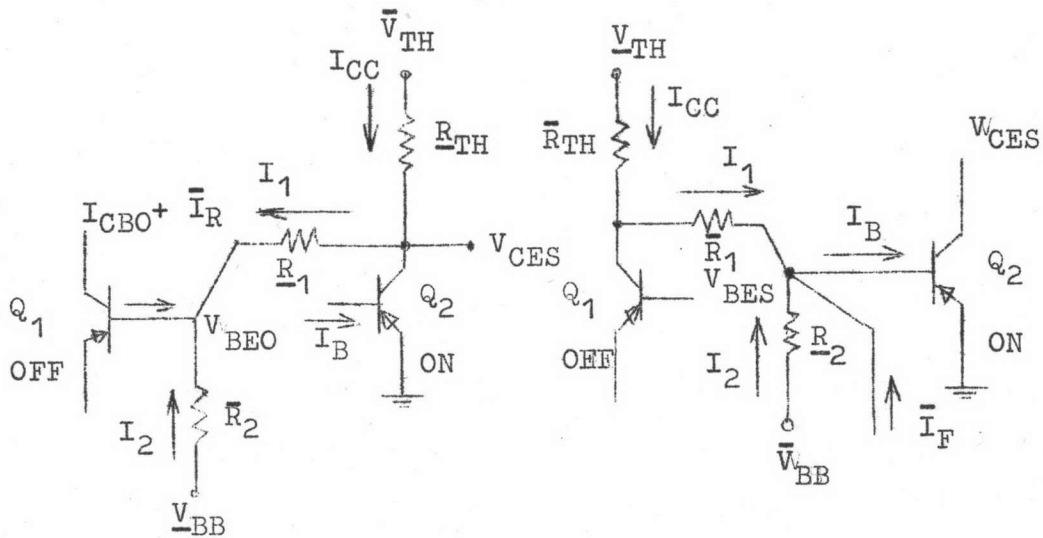 V̄TH
ICC
R̲TH
I1
ICBO+ ĪR
R̲1
VCES
Q1
VBEO
IB
Q2
OFF
ON
I2
R̄2
V̲BB
V̲TH
ICC
R̄TH
VCES
I1
R̄1
IB
Q1
VBES
Q2
OFF
I2
R̲2
ON
ĪF
V̄BB